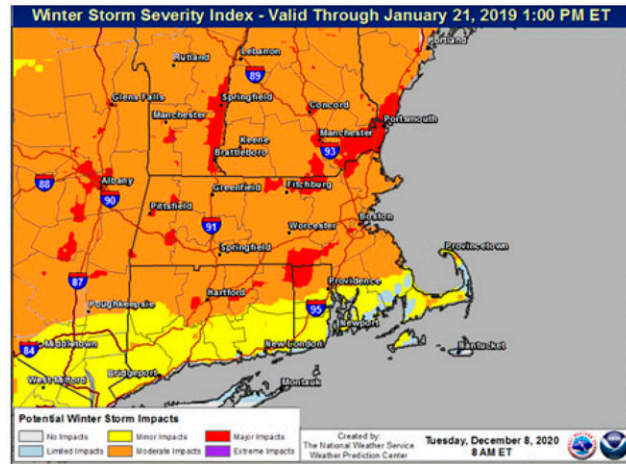 Winter Storm Severity Index - Valid Through January 21, 2019 1:00 PM ET
Portland
Lebanon
Rutland
89
Glens Falls
Springfield
Concord
Manchester
Manchester
Portsmouth
Keene
93
Brattleboro
88
Albany
90
Greenfield
Fitchburg
Pittsfield
91
Worcester
Boston
Springfield
Provincetown
87
Providence
Hartford
Poughkeepsie
95
Newport
84
Middletown
New London
Nantucket
West Milford
Bridgeport
Montauk
Potential Winter Storm Impacts
No Impacts
Minor Impacts
Major Impacts
Limited Impacts
Moderate Impacts
Extreme Impacts
Created by:
The National Weather Service
Weather Prediction Center
Tuesday, December 8, 2020
8 AM ET